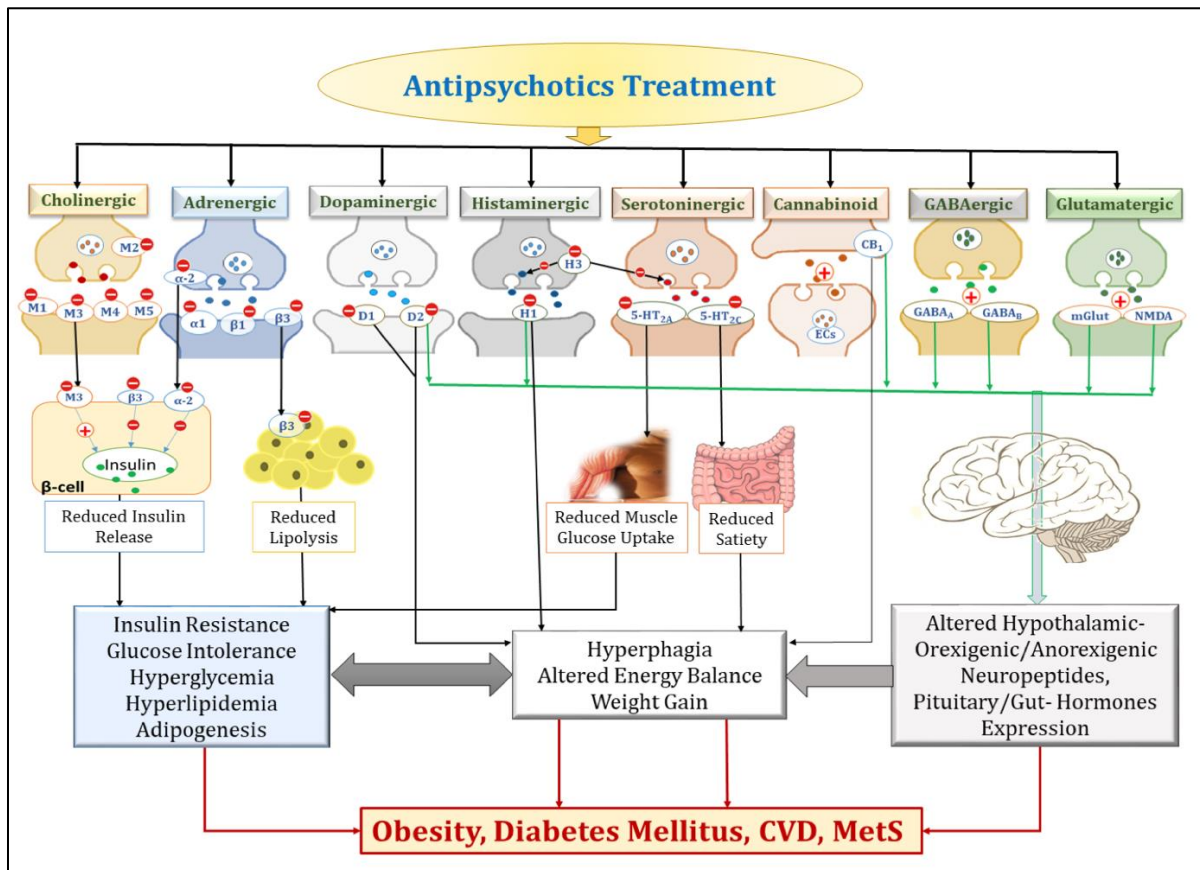 Antipsychotics Treatment
Cholinergic
Adrenergic
Dopaminergic
Histaminergic
Serotoninergic
Cannabinoid
GABAergic
Glutamatergic
M2
M1
M3
M4
M5
α-2
α1
β1
β3
D1
D2
H3
H1
5-HT2A
5-HT2C
CB1
ECs
GABAA
GABAB
mGlut
NMDA
M3
β3
α-2
Insulin
β-cell
β3
Reduced Insulin
Release
Reduced
Lipolysis
Reduced Muscle
Glucose Uptake
Reduced
Satiety
Insulin Resistance
Glucose Intolerance
Hyperglycemia
Hyperlipidemia
Adipogenesis
Hyperphagia
Altered Energy Balance
Weight Gain
Altered Hypothalamic-
Orexigenic/Anorexigenic
Neuropeptides,
Pituitary/Gut- Hormones
Expression
Obesity, Diabetes Mellitus, CVD, MetS